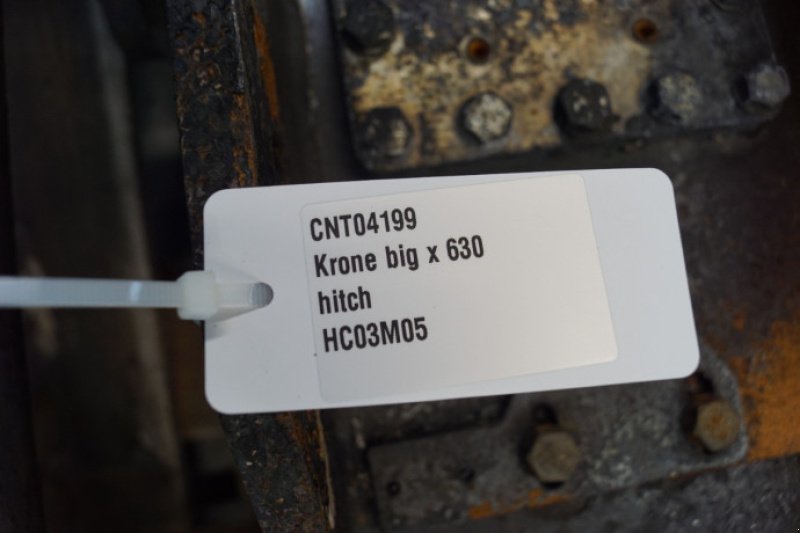 CNT04199
Krone big x 630
hitch
HC03M05